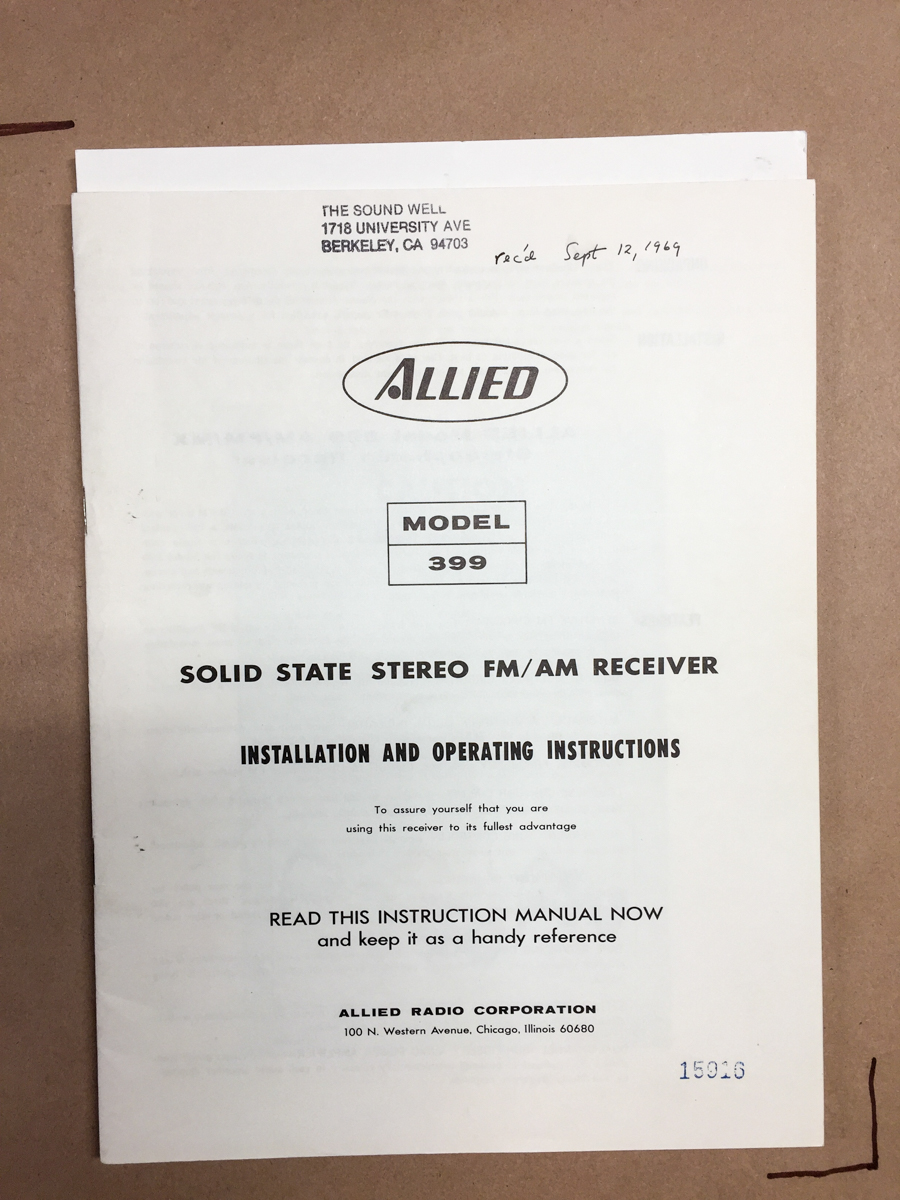 THE SOUND WELL
1718 UNIVERSITY AVE
BERKELEY, CA 94703
rec'd Sept 12, 1969
ALLIED
MODEL
399
SOLID STATE STEREO FM/AM RECEIVER
INSTALLATION AND OPERATING INSTRUCTIONS
To assure yourself that you are
using this receiver to its fullest advantage
READ THIS INSTRUCTION MANUAL NOW
and keep it as a handy reference
ALLIED RADIO CORPORATION
100 N. Western Avenue, Chicago, Illinois 60680
15916